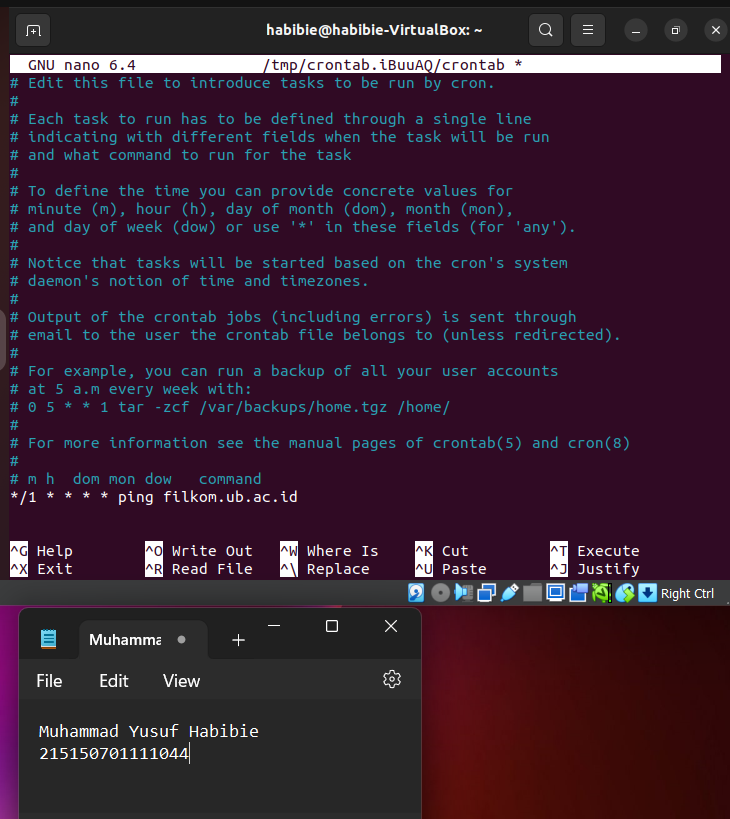 habibie@habibie-VirtualBox: ~
GNU nano 6.4 /tmp/crontab.iBuuAQ/crontab *
# Edit this file to introduce tasks to be run by cron.
#
# Each task to run has to be defined through a single line
# indicating with different fields when the task will be run
# and what command to run for the task
#
# To define the time you can provide concrete values for
# minute (m), hour (h), day of month (dom), month (mon),
# and day of week (dow) or use '*' in these fields (for 'any').
#
# Notice that tasks will be started based on the cron's system
# daemon's notion of time and timezones.
#
# Output of the crontab jobs (including errors) is sent through
# email to the user the crontab file belongs to (unless redirected).
#
# For example, you can run a backup of all your user accounts
# at 5 a.m every week with:
# 0 5 * * 1 tar -zcf /var/backups/home.tgz /home/
#
# For more information see the manual pages of crontab(5) and cron(8)
#
# m h  dom mon dow   command
*/1 * * * * ping filkom.ub.ac.id
^G Help ^O Write Out ^W Where Is ^K Cut ^T Execute
^X Exit ^R Read File ^\ Replace ^U Paste ^J Justify
Right Ctrl
Muhamma
File Edit View
Muhammad Yusuf Habibie
215150701111044